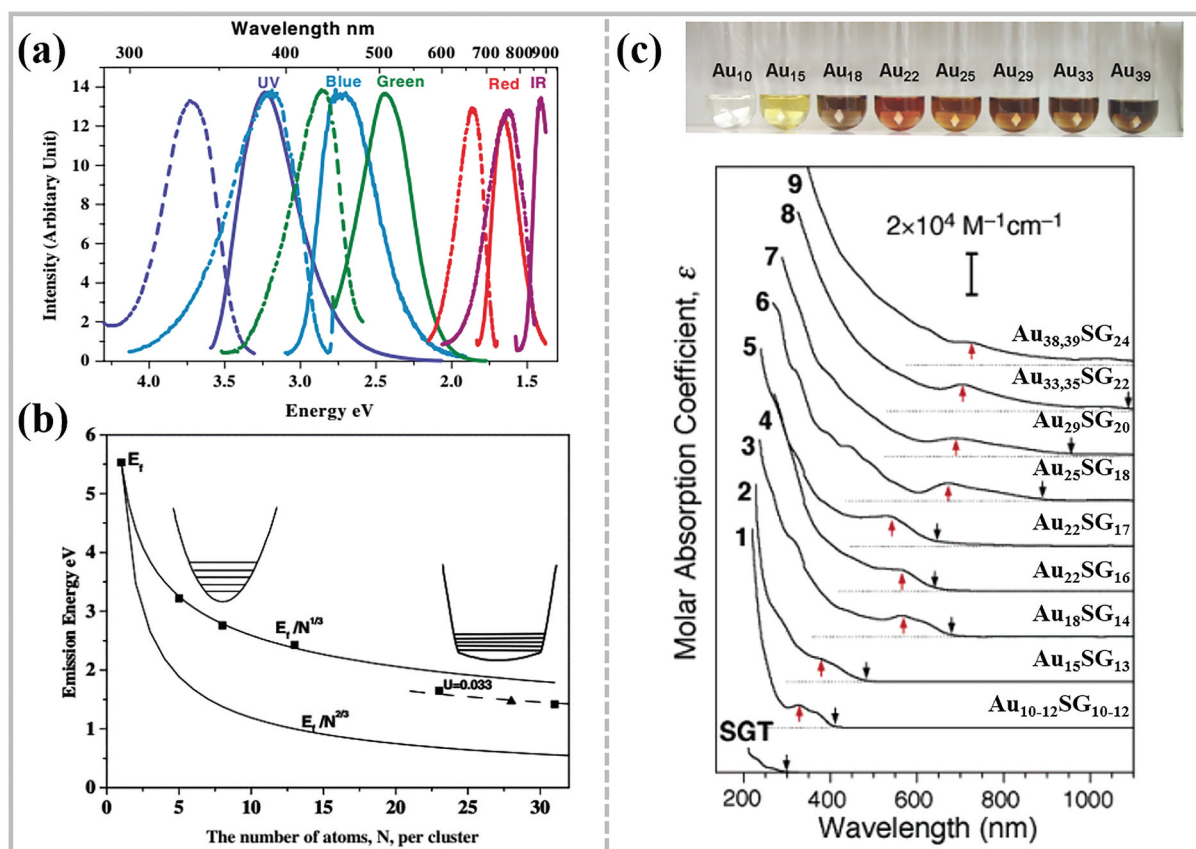 (a)
Wavelength nm
300 400 500 600 700 800 900
UV Blue Green Red IR
14
12
10
8
6
4
2
0
Intensity (Arbitary Unit)
4.0 3.5 3.0 2.5 2.0 1.5
Energy eV
(b)
6
5
4
3
2
1
0
Emission Energy eV
E_f
E_f/N^{1/3}
U=0.033
E_f/N^{2/3}
0 5 10 15 20 25 30
The number of atoms, N, per cluster
(c)
Au₁₀ Au₁₅ Au₁₈ Au₂₂ Au₂₅ Au₂₉ Au₃₃ Au₃₉
Molar Absorption Coefficient, ε
2×10⁴ M⁻¹cm⁻¹
9
8
7
6
5
4
3
2
1
SGT
Au₃₈,₃₉SG₂₄
Au₃₃,₃₅SG₂₂
Au₂₉SG₂₀
Au₂₅SG₁₈
Au₂₂SG₁₇
Au₂₂SG₁₆
Au₁₈SG₁₄
Au₁₅SG₁₃
Au₁₀₋₁₂SG₁₀₋₁₂
200 400 600 800 1000
Wavelength (nm)